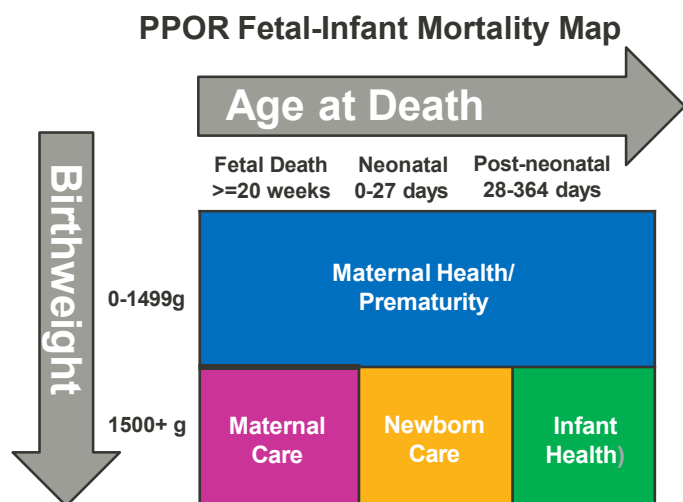 PPOR Fetal-Infant Mortality Map
Age at Death
Birthweight
Fetal Death
>=20 weeks
Neonatal
0-27 days
Post-neonatal
28-364 days
0-1499g
Maternal Health/
Prematurity
1500+ g
Maternal
Care
Newborn
Care
Infant
Health)